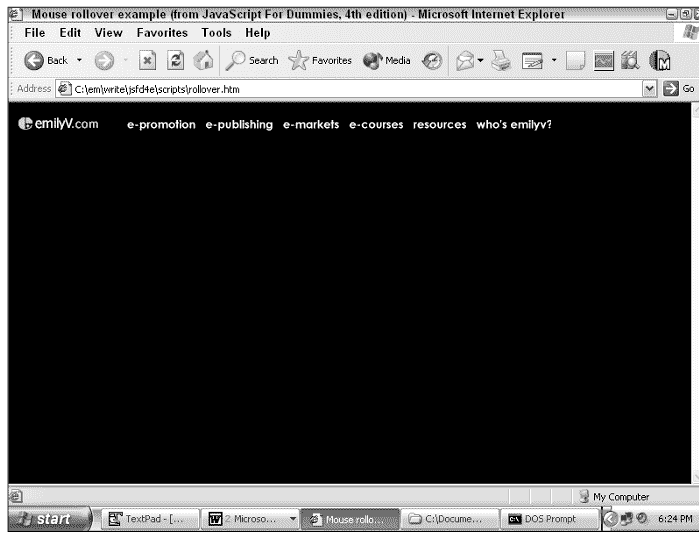 Mouse rollover example (from JavaScript For Dummies, 4th edition) - Microsoft Internet Explorer
File Edit View Favorites Tools Help
Back Search Favorites Media
Address C:\em\write\jsfd4e\scripts\rollover.htm Go
emilyV.com e-promotion e-publishing e-markets e-courses resources who's emilyv?
My Computer
start TextPad - [... 2 Microso... Mouse rollo... C:\Docume... DOS Prompt 6:24 PM